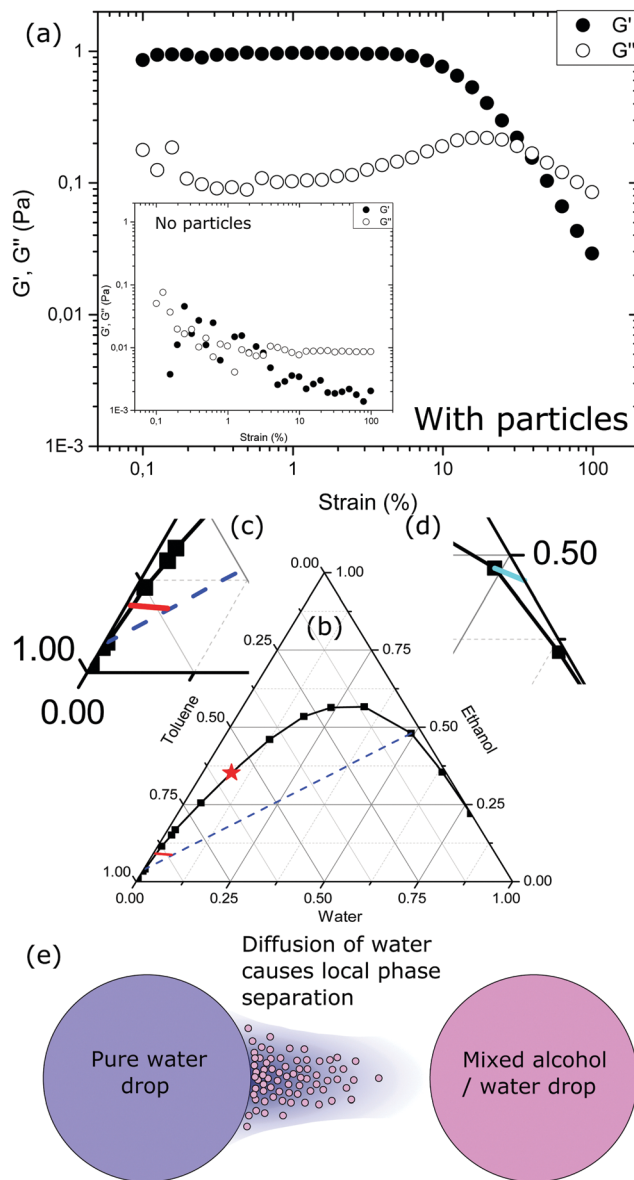 (a)
G'
G''
G', G'' (Pa)
1
0,1
0,01
1E-3
0,1
1
10
100
Strain (%)
With particles
No particles
G'
G''
G', G'' (Pa)
1
0,1
0,01
1E-3
0,1
1
10
100
Strain (%)
(c)
1.00
0.00
(d)
0.50
(b)
0.00
1.00
0.25
0.75
Toluene
Ethanol
0.50
0.50
0.75
0.25
1.00
0.00
0.00
0.25
0.50
0.75
1.00
Water
(e)
Diffusion of water
causes local phase
separation
Pure water
drop
Mixed alcohol
/ water drop